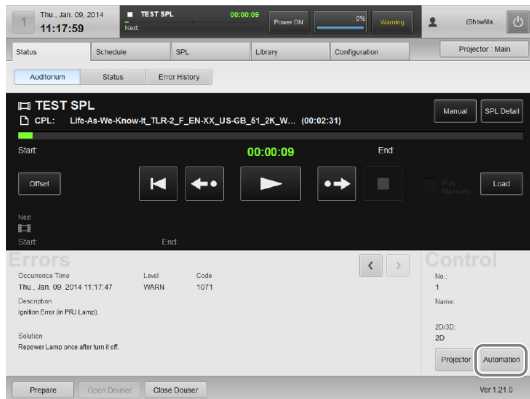 1 Thu., Jan. 09, 2014 TEST SPL 00:00:09 Power ON 0% Warning (ShowMa...
11:17:59 Next:
Status Schedule SPL Library Configuration Projector : Main
Auditorium Status Error History
TEST SPL Manual SPL Detail
CPL: Life-As-We-Know-It_TLR-2_F_EN-XX_US-GB_51_2K_W... (00:02:31)
Start: 00:00:09 End:
Offset Play Manually Load
Next
Start: End:
Errors Control
Occurrence Time Level Code No.:
Thu., Jan. 09, 2014 11:17:47 WARN 1071 1
Description Name:
Ignition Error (in PRJ Lamp).
Solution 2D/3D:
Repower Lamp once after turn it off. 2D
Projector Automation
Prepare Open Douser Close Douser Ver.1.21.0